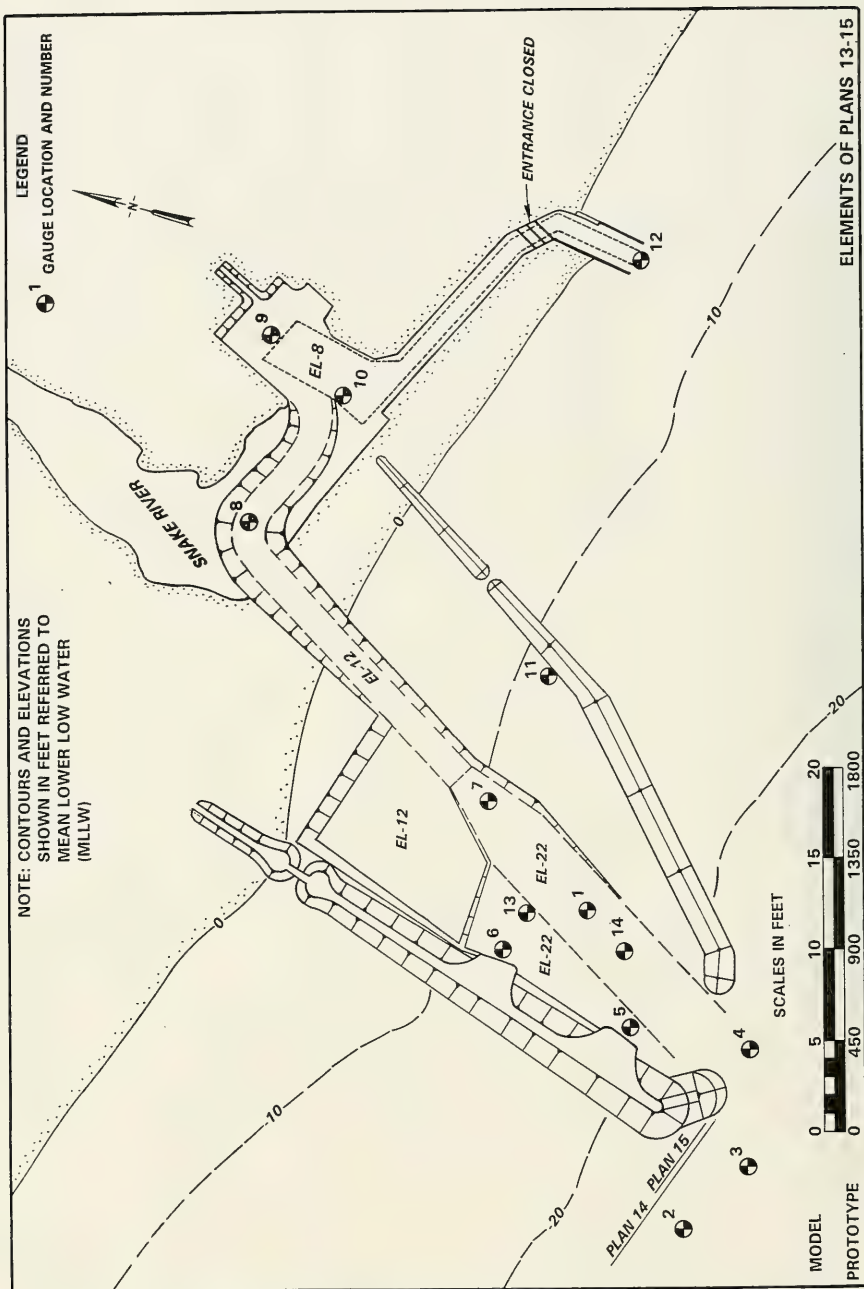 NOTE: CONTOURS AND ELEVATIONS
SHOWN IN FEET REFERRED TO
MEAN LOWER LOW WATER
(MLLW)
LEGEND
1
GAUGE LOCATION AND NUMBER
N
SNAKE RIVER
8
9
10
EL-8
ENTRANCE CLOSED
12
0
0
EL-12
EL-12
7
11
-10
-10
-20
-20
6
13
EL-22
EL-22
1
14
5
4
3
2
PLAN 14
PLAN 15
SCALES IN FEET
MODEL
0 5 10 15 20
PROTOTYPE
0 450 900 1350 1800
ELEMENTS OF PLANS 13-15